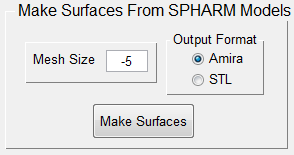 Make Surfaces From SPHARM Models
Mesh Size
-5
Output Format
Amira
STL
Make Surfaces